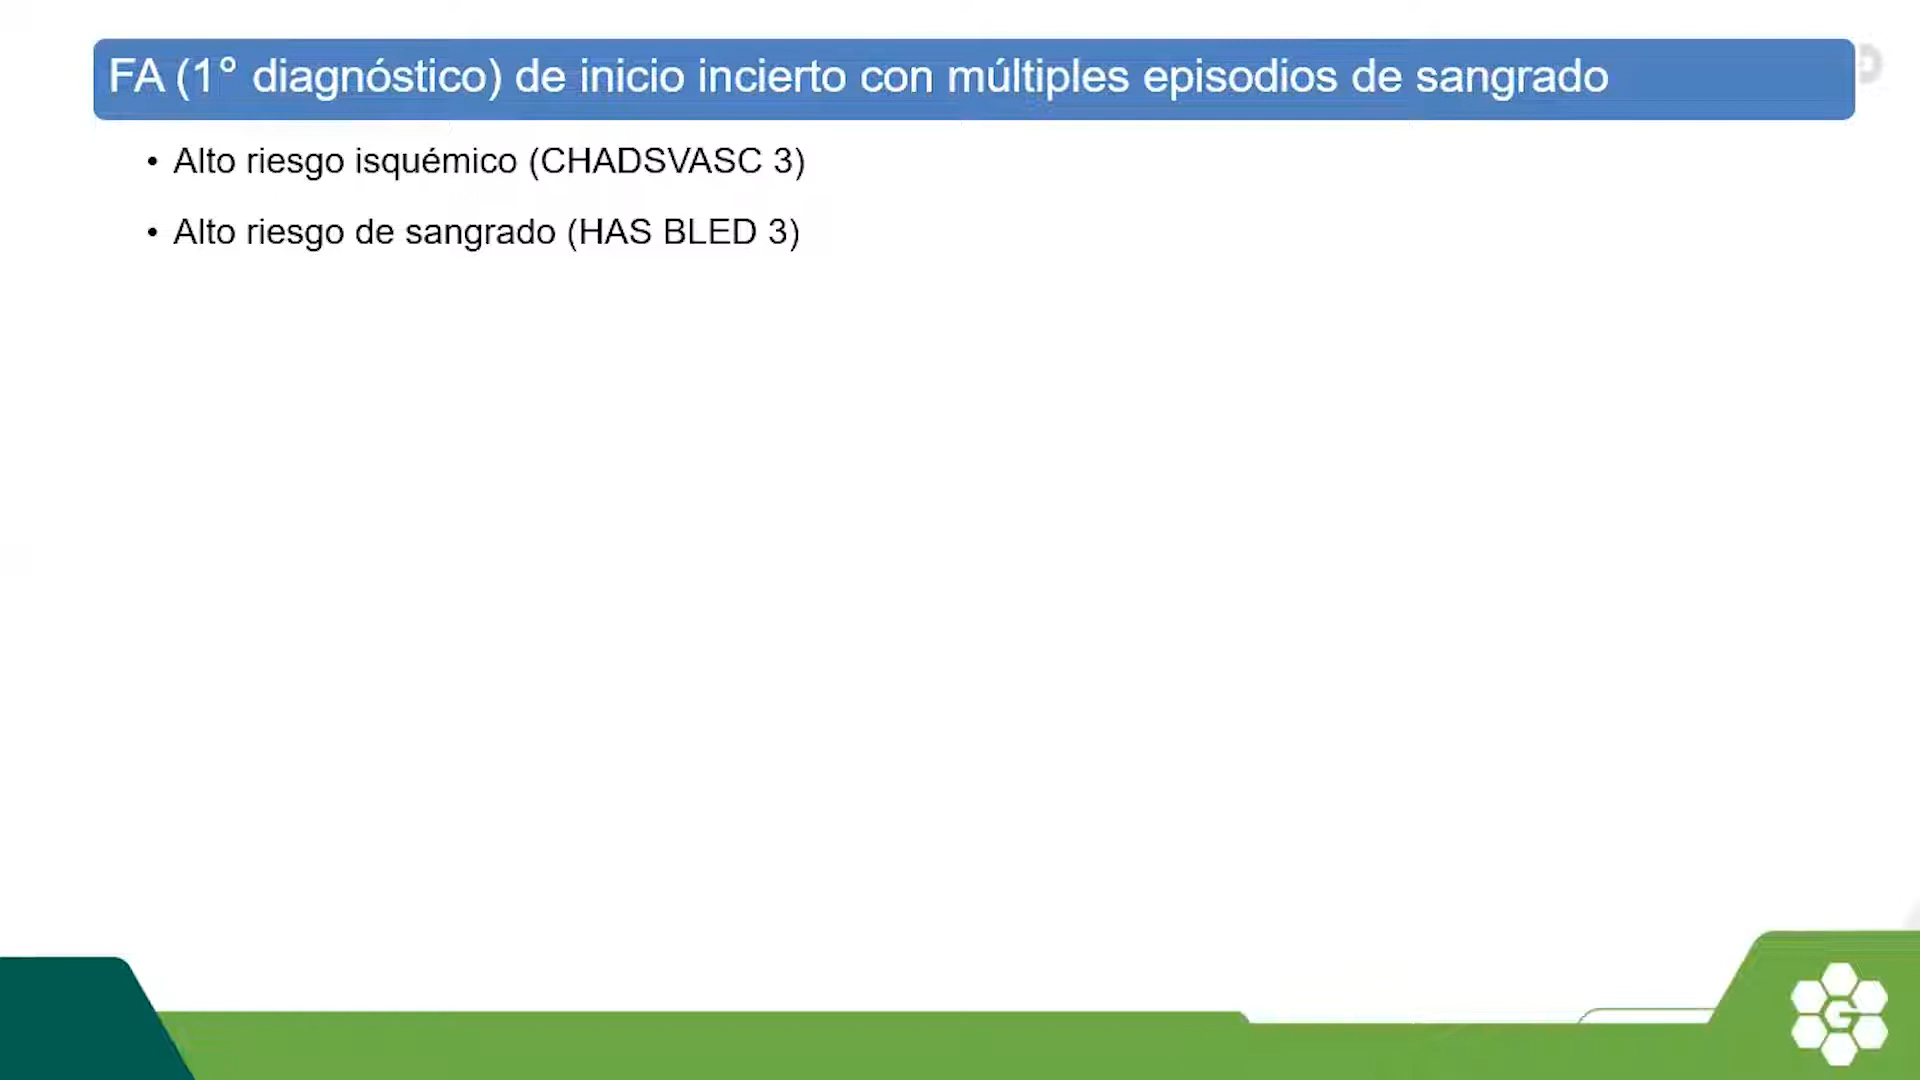 FA (1° diagnóstico) de inicio incierto con múltiples episodios de sangrado
• Alto riesgo isquémico (CHADSVASC 3)
• Alto riesgo de sangrado (HAS BLED 3)
G